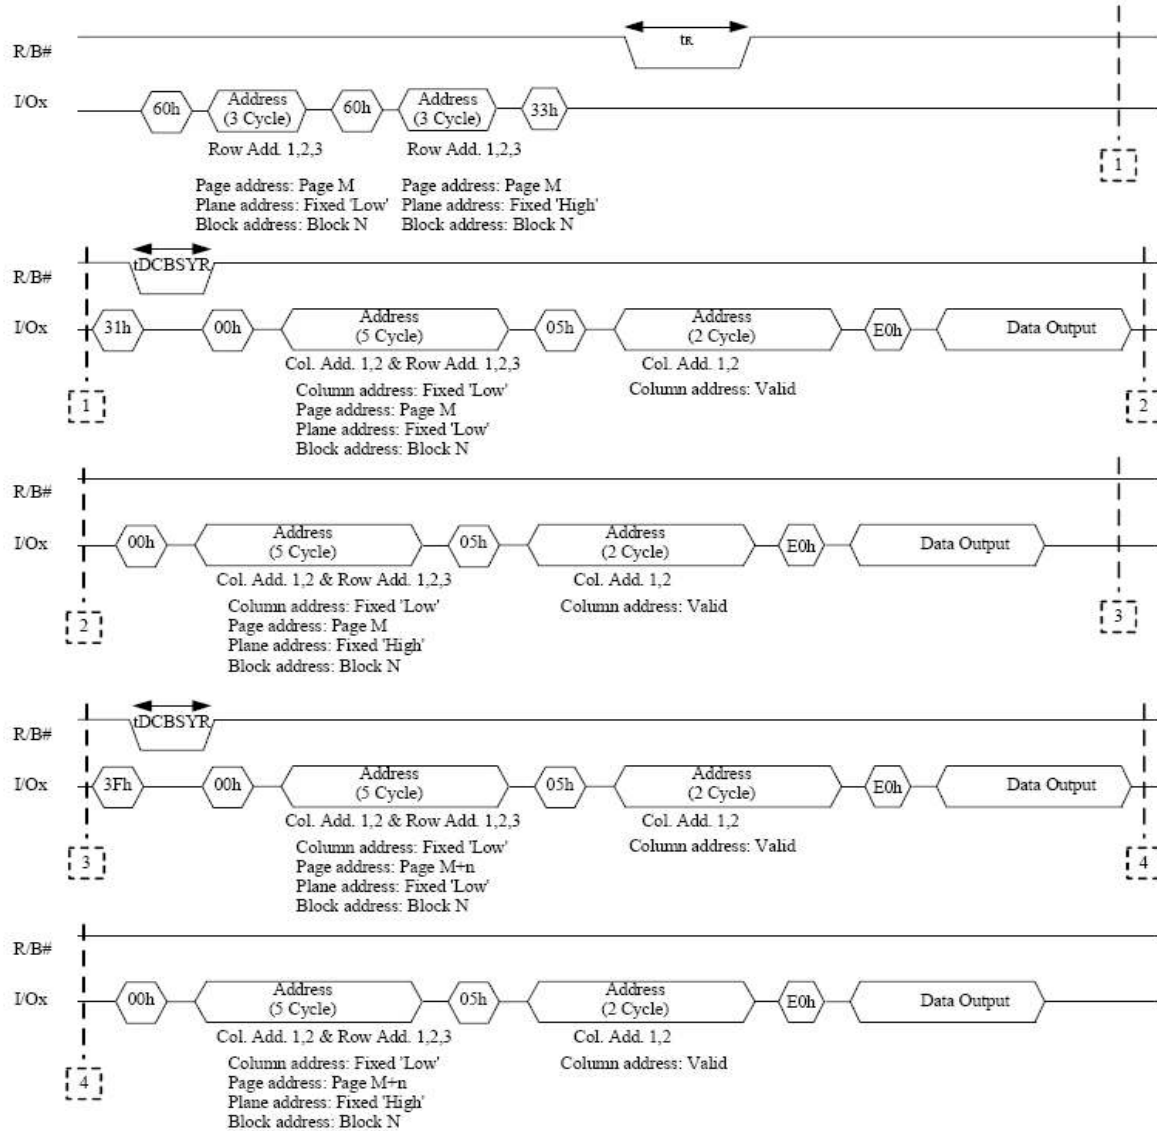 tR
R/B#
I/Ox
60h
Address
(3 Cycle)
60h
Address
(3 Cycle)
33h
Row Add. 1,2,3
Row Add. 1,2,3
Page address: Page M
Plane address: Fixed 'Low'
Block address: Block N
Page address: Page M
Plane address: Fixed 'High'
Block address: Block N
1
tDCBSYR
R/B#
I/Ox
31h
00h
Address
(5 Cycle)
05h
Address
(2 Cycle)
E0h
Data Output
Col. Add. 1,2 & Row Add. 1,2,3
Col. Add. 1,2
Column address: Fixed 'Low'
Page address: Page M
Plane address: Fixed 'Low'
Block address: Block N
Column address: Valid
1
2
R/B#
I/Ox
00h
Address
(5 Cycle)
05h
Address
(2 Cycle)
E0h
Data Output
Col. Add. 1,2 & Row Add. 1,2,3
Col. Add. 1,2
Column address: Fixed 'Low'
Page address: Page M
Plane address: Fixed 'High'
Block address: Block N
Column address: Valid
2
3
tDCBSYR
R/B#
I/Ox
3Fh
00h
Address
(5 Cycle)
05h
Address
(2 Cycle)
E0h
Data Output
Col. Add. 1,2 & Row Add. 1,2,3
Col. Add. 1,2
Column address: Fixed 'Low'
Page address: Page M+n
Plane address: Fixed 'Low'
Block address: Block N
Column address: Valid
3
4
R/B#
I/Ox
00h
Address
(5 Cycle)
05h
Address
(2 Cycle)
E0h
Data Output
Col. Add. 1,2 & Row Add. 1,2,3
Col. Add. 1,2
Column address: Fixed 'Low'
Page address: Page M+n
Plane address: Fixed 'High'
Block address: Block N
Column address: Valid
4